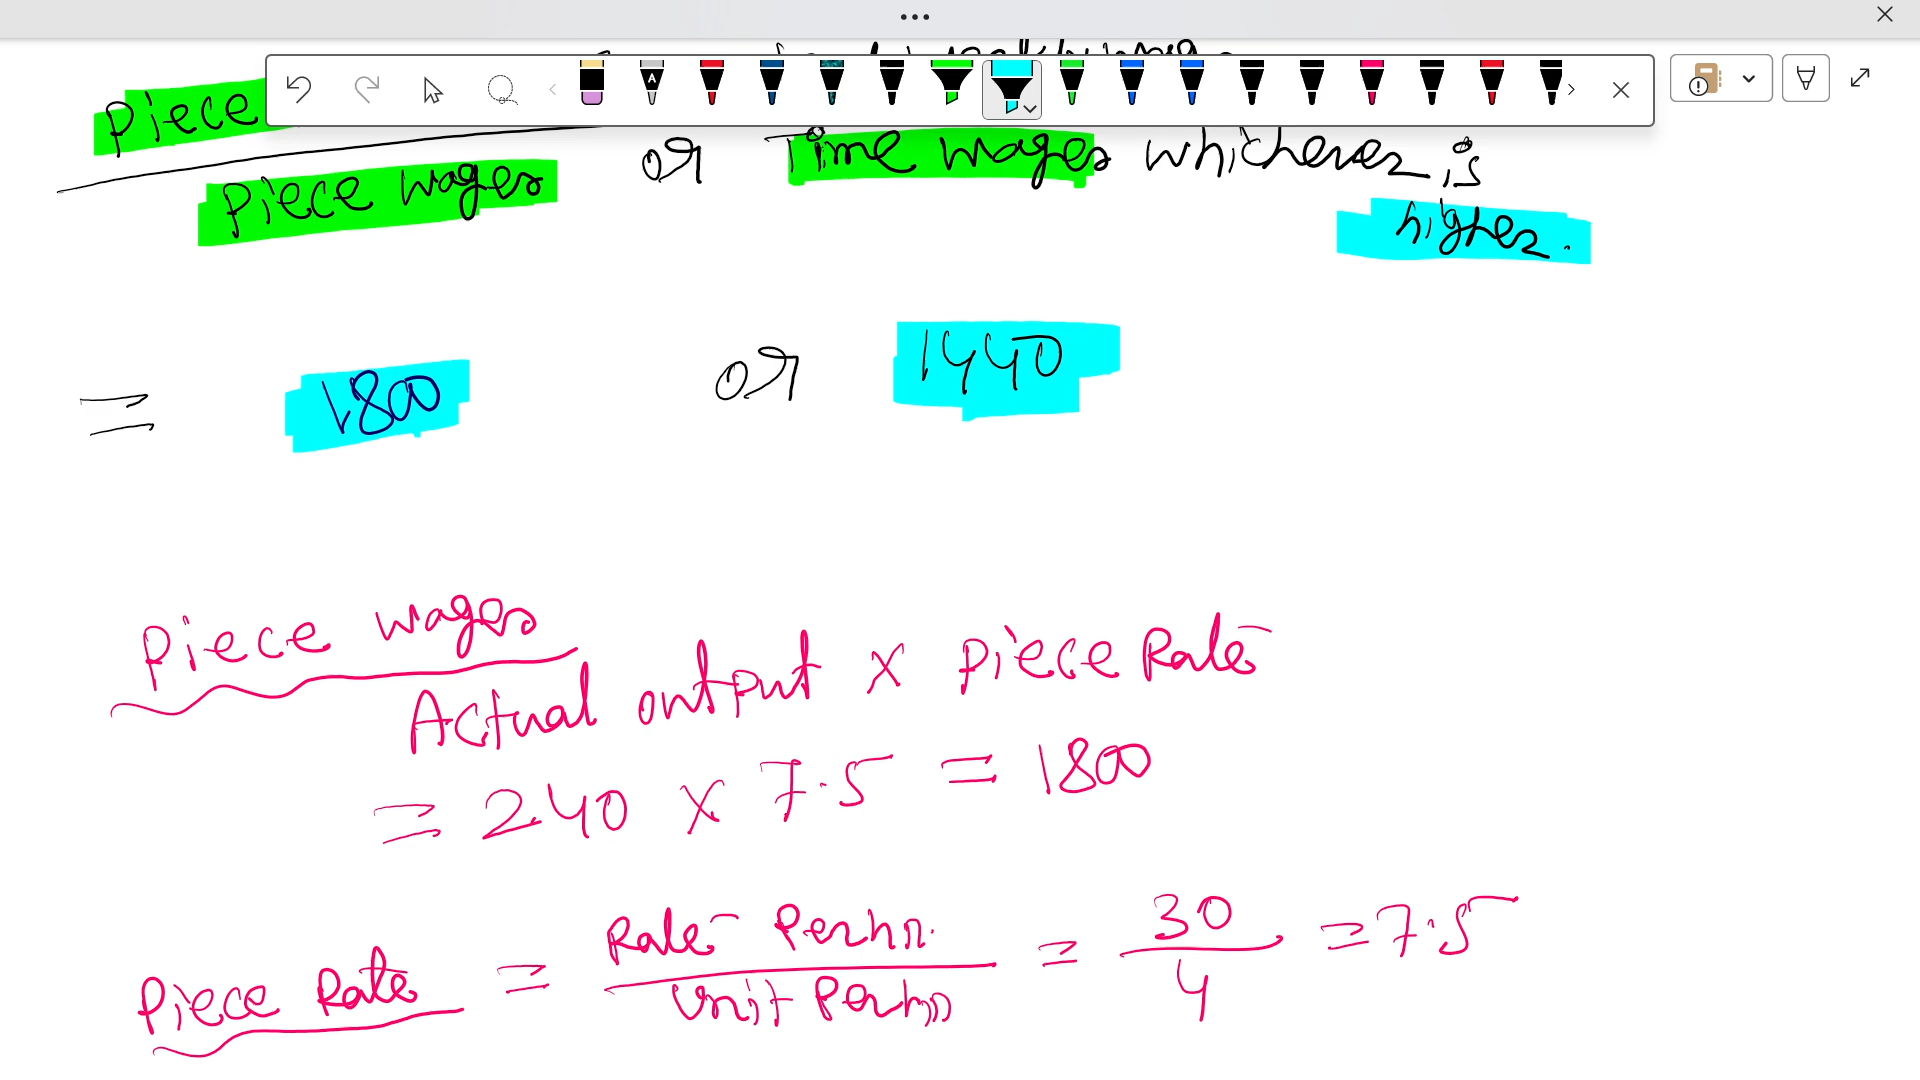 Piece
Piece wages or Time wages whichever is
higher.
= 1800 or 1440
Piece wages
Actual output x Piece Rate
= 240 x 7.5 = 1800
Piece Rate = Rate Per hr. / Unit Per hr = 30 / 4 = 7.5